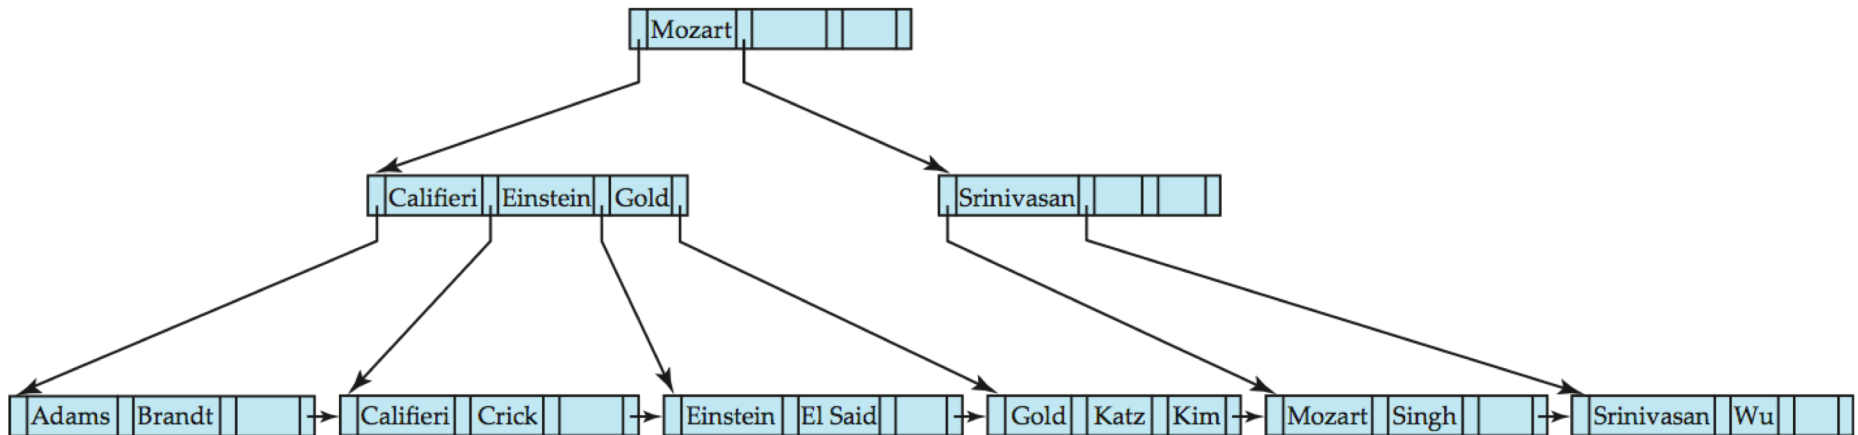 Mozart
Califieri Einstein Gold Srinivasan
Adams Brandt Califieri Crick Einstein El Said Gold Katz Kim Mozart Singh Srinivasan Wu